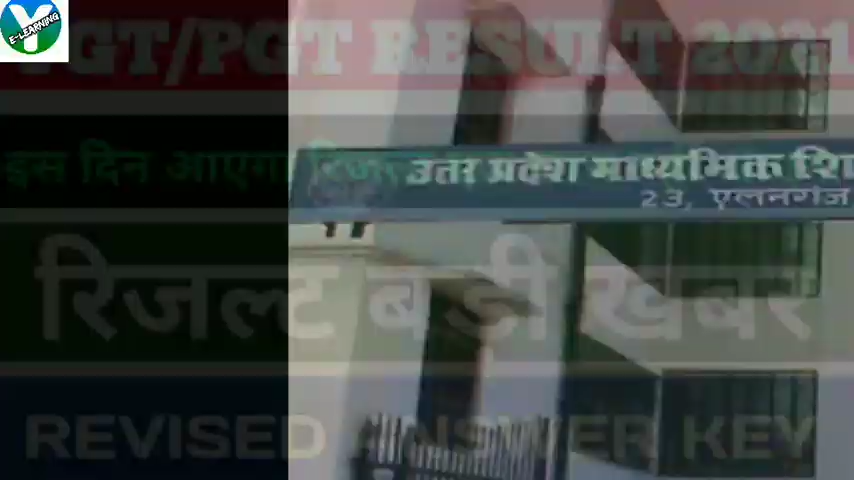 Y
E-LEARNING
TGT/PGT RESULT 2021
इस दिन आएगा रिजल्ट
उत्तर प्रदेश माध्यमिक
23, एलनगंज
रिजल्ट बड़ी खबर
REVISED ANSWER KEY